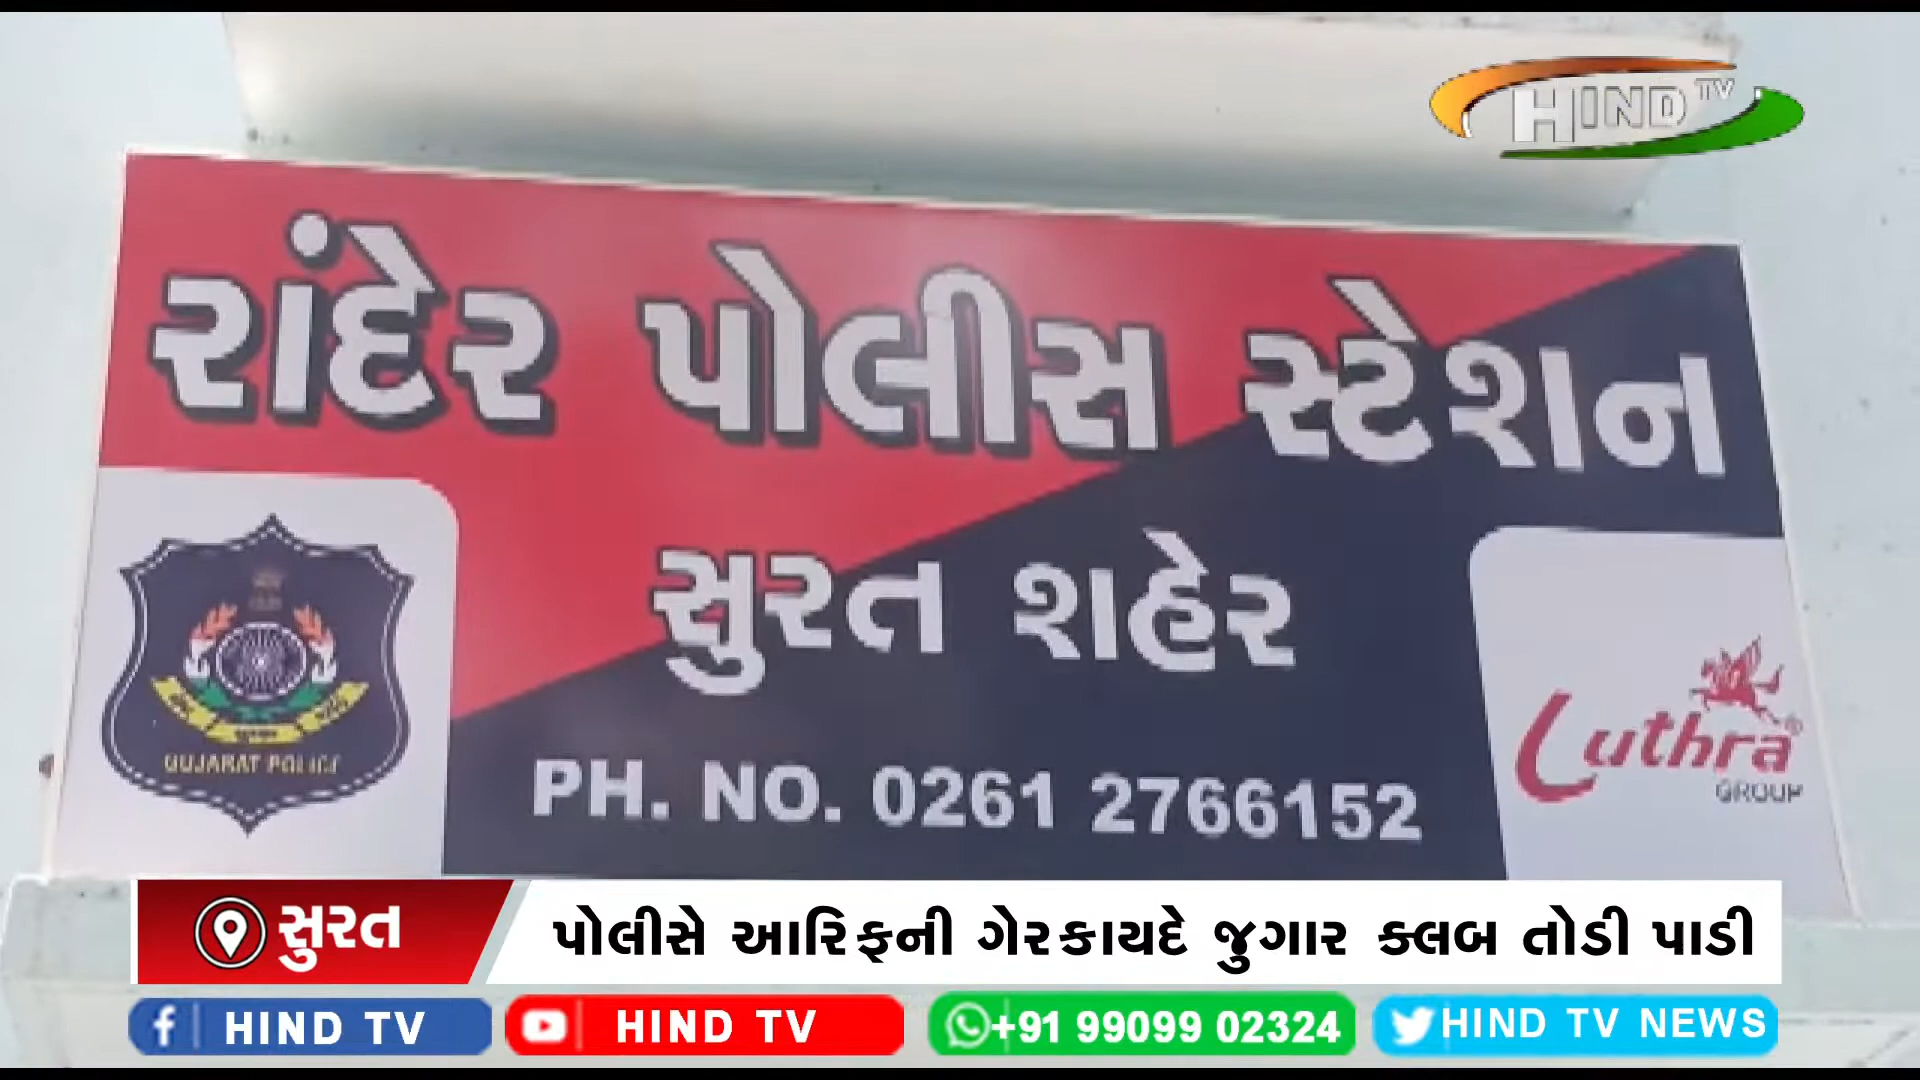 HIND TV
રાંદેર પોલીસ સ્ટેશન
સુરત શહેર
PH. NO. 0261 2766152
GUJARAT POLICE
Luthra
GROUP
સુરત
પોલીસે આરિફની ગેરકાયદે જુગાર ક્લબ તોડી પાડી
HIND TV
HIND TV
+91 99099 02324
HIND TV NEWS